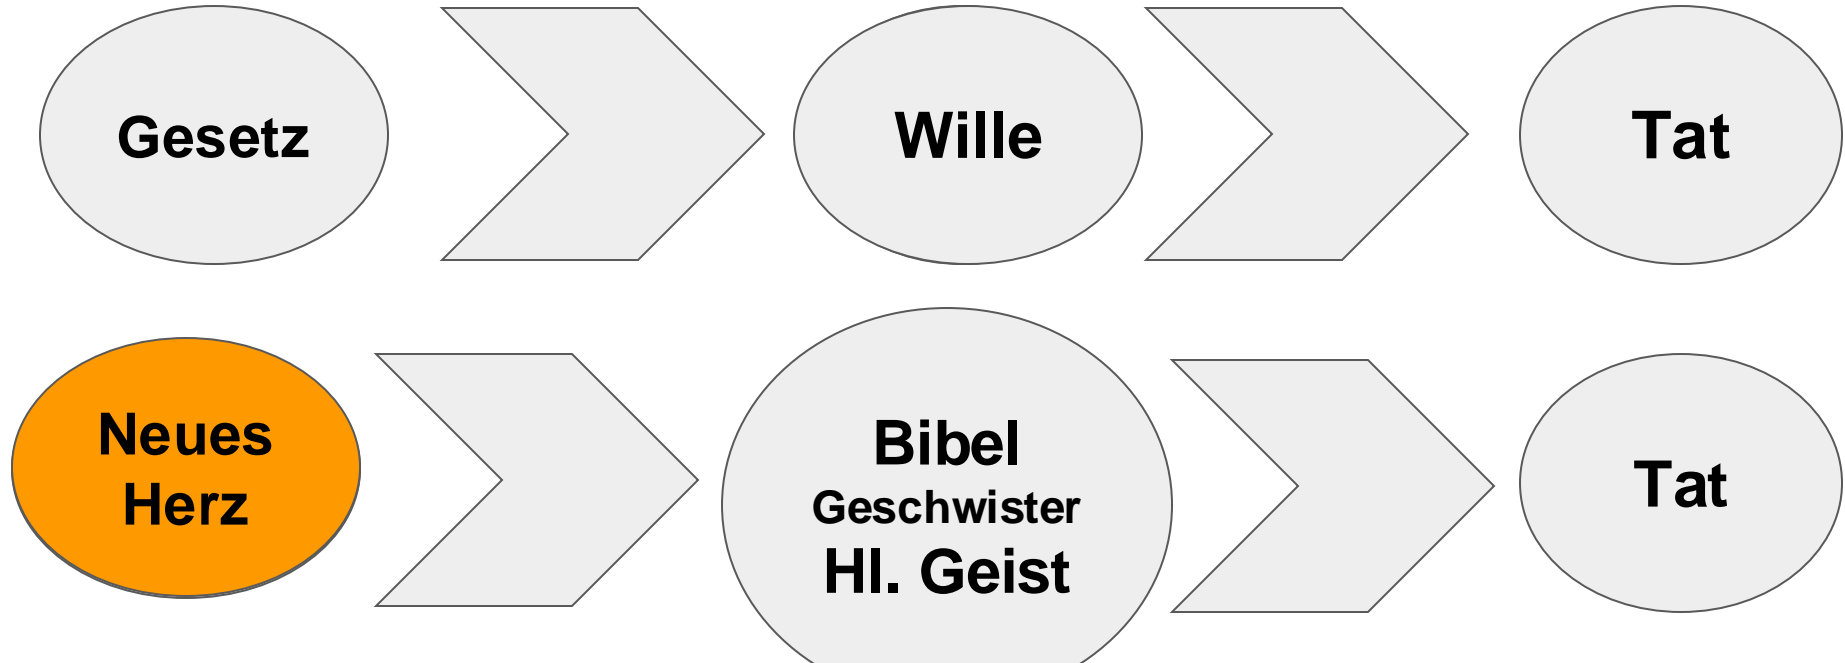 Gesetz
Wille
Tat
Neues
Herz
Bibel
Geschwister
Hl. Geist
Tat